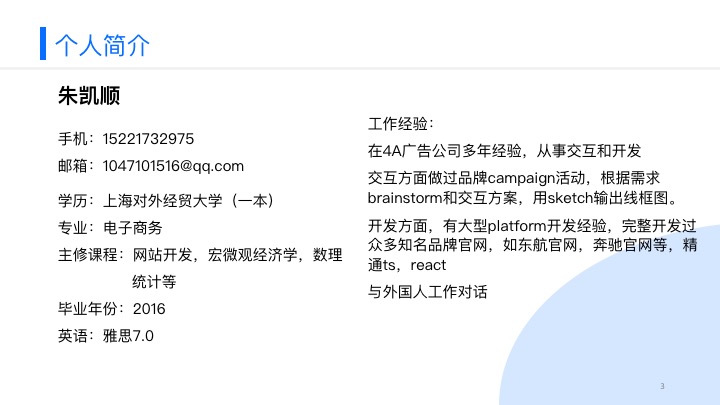 个人简介
朱凯顺
手机：15221732975
邮箱：1047101516@qq.com
学历：上海对外经贸大学（一本）
专业：电子商务
主修课程：网站开发，宏微观经济学，数理
统计等
毕业年份：2016
英语：雅思7.0
工作经验：
在4A广告公司多年经验，从事交互和开发
交互方面做过品牌campaign活动，根据需求
brainstorm和交互方案，用sketch输出线框图。
开发方面，有大型platform开发经验，完整开发过
众多知名品牌官网，如东航官网，奔驰官网等，精
通ts，react
与外国人工作对话
3